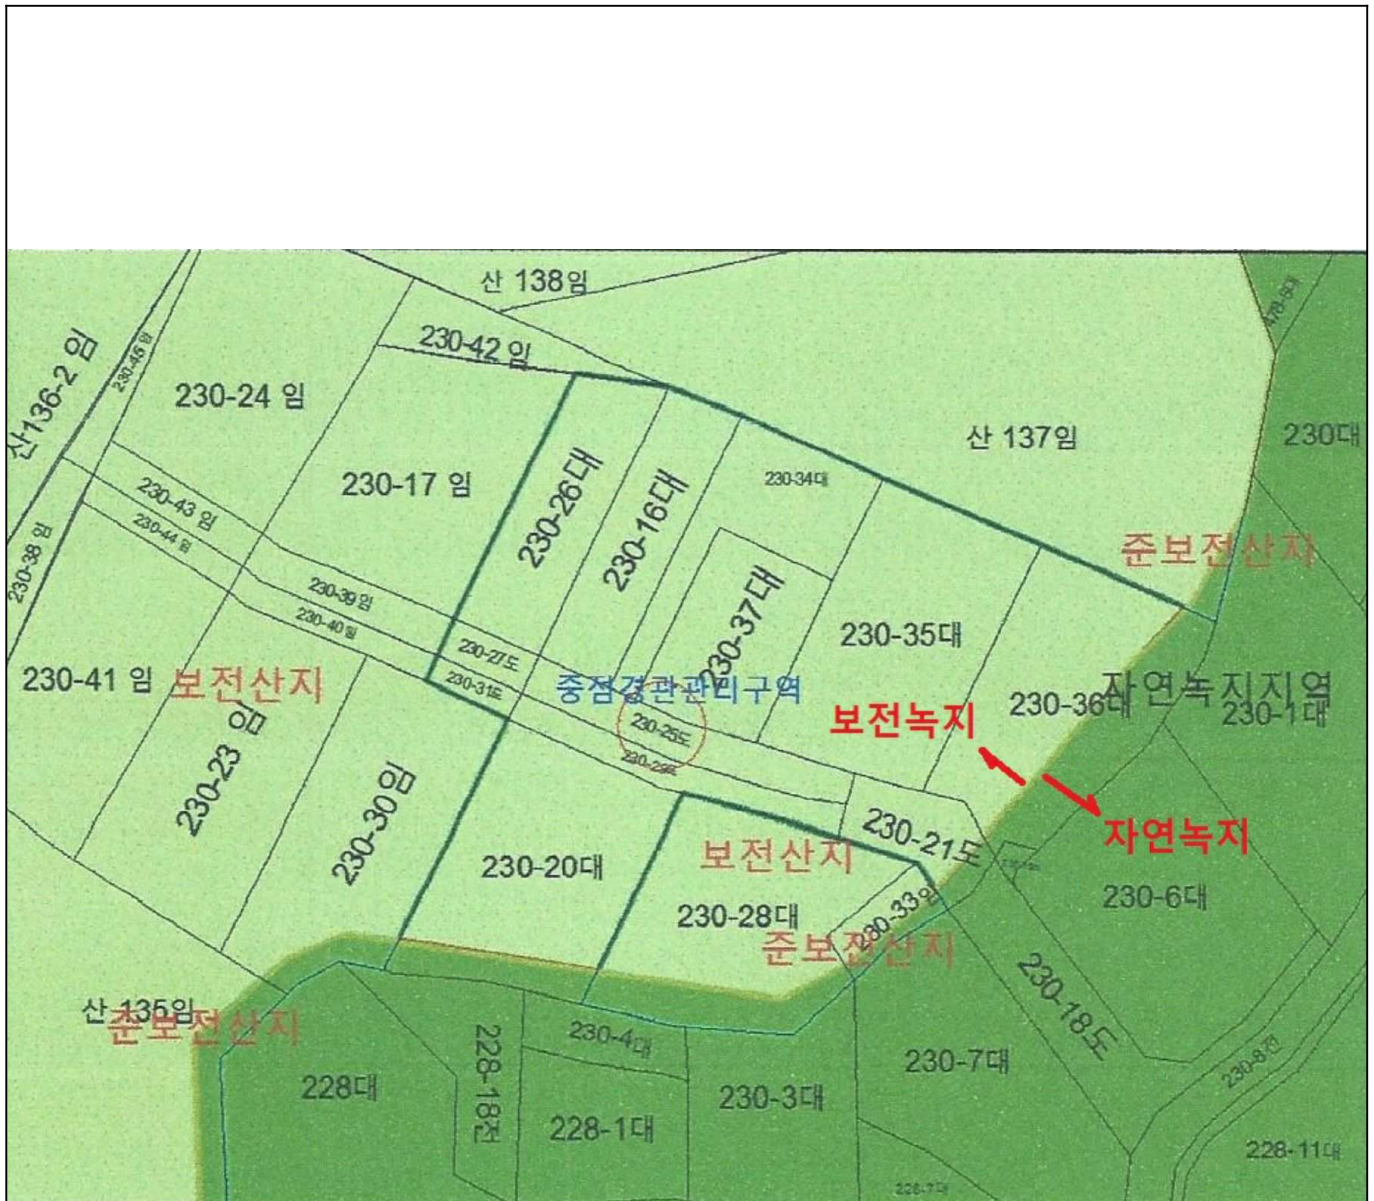 산 138임
230-42 임
산136-2 임
230-45임
230-24 임
230대
산 137임
230-17 임
230-34대
230-26대
230-16대
230-43 임
230-44 임
230-38 임
준보전산지
230-39임
230-40임
230-37대
230-35대
230-27도
230-31도
230-41 임
보전산지
중점경관관리구역
자연녹지지역
230-36대
230-1대
보전녹지
230-25도
230-23 임
230-30임
230-21도
자연녹지
보전산지
230-20대
230-6대
230-28대
230-33임
준보전산지
산 135임
준보전산지
230-18도
228대
228-18전
230-4대
230-7대
230-8전
230-3대
228-1대
228-11대